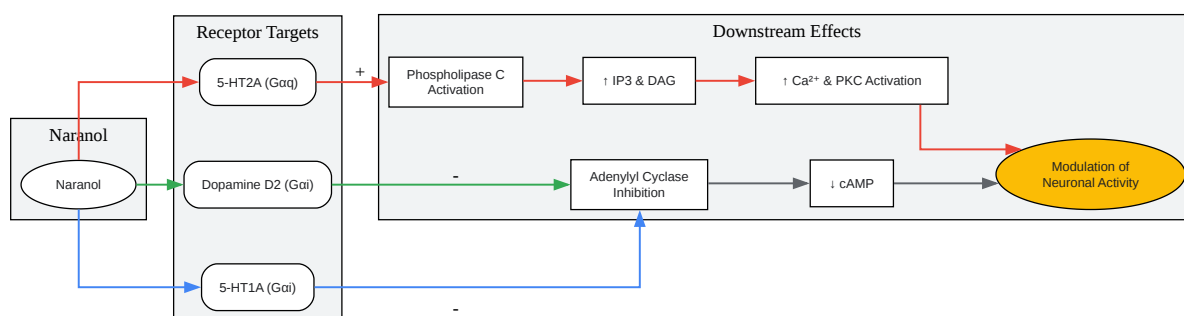 Receptor Targets
Downstream Effects
5-HT2A (Gαq)
+
Phospholipase C
Activation
↑ IP3 & DAG
↑ Ca²⁺ & PKC Activation
Naranol
Naranol
Dopamine D2 (Gαi)
-
Adenylyl Cyclase
Inhibition
↓ cAMP
Modulation of
Neuronal Activity
5-HT1A (Gαi)
-